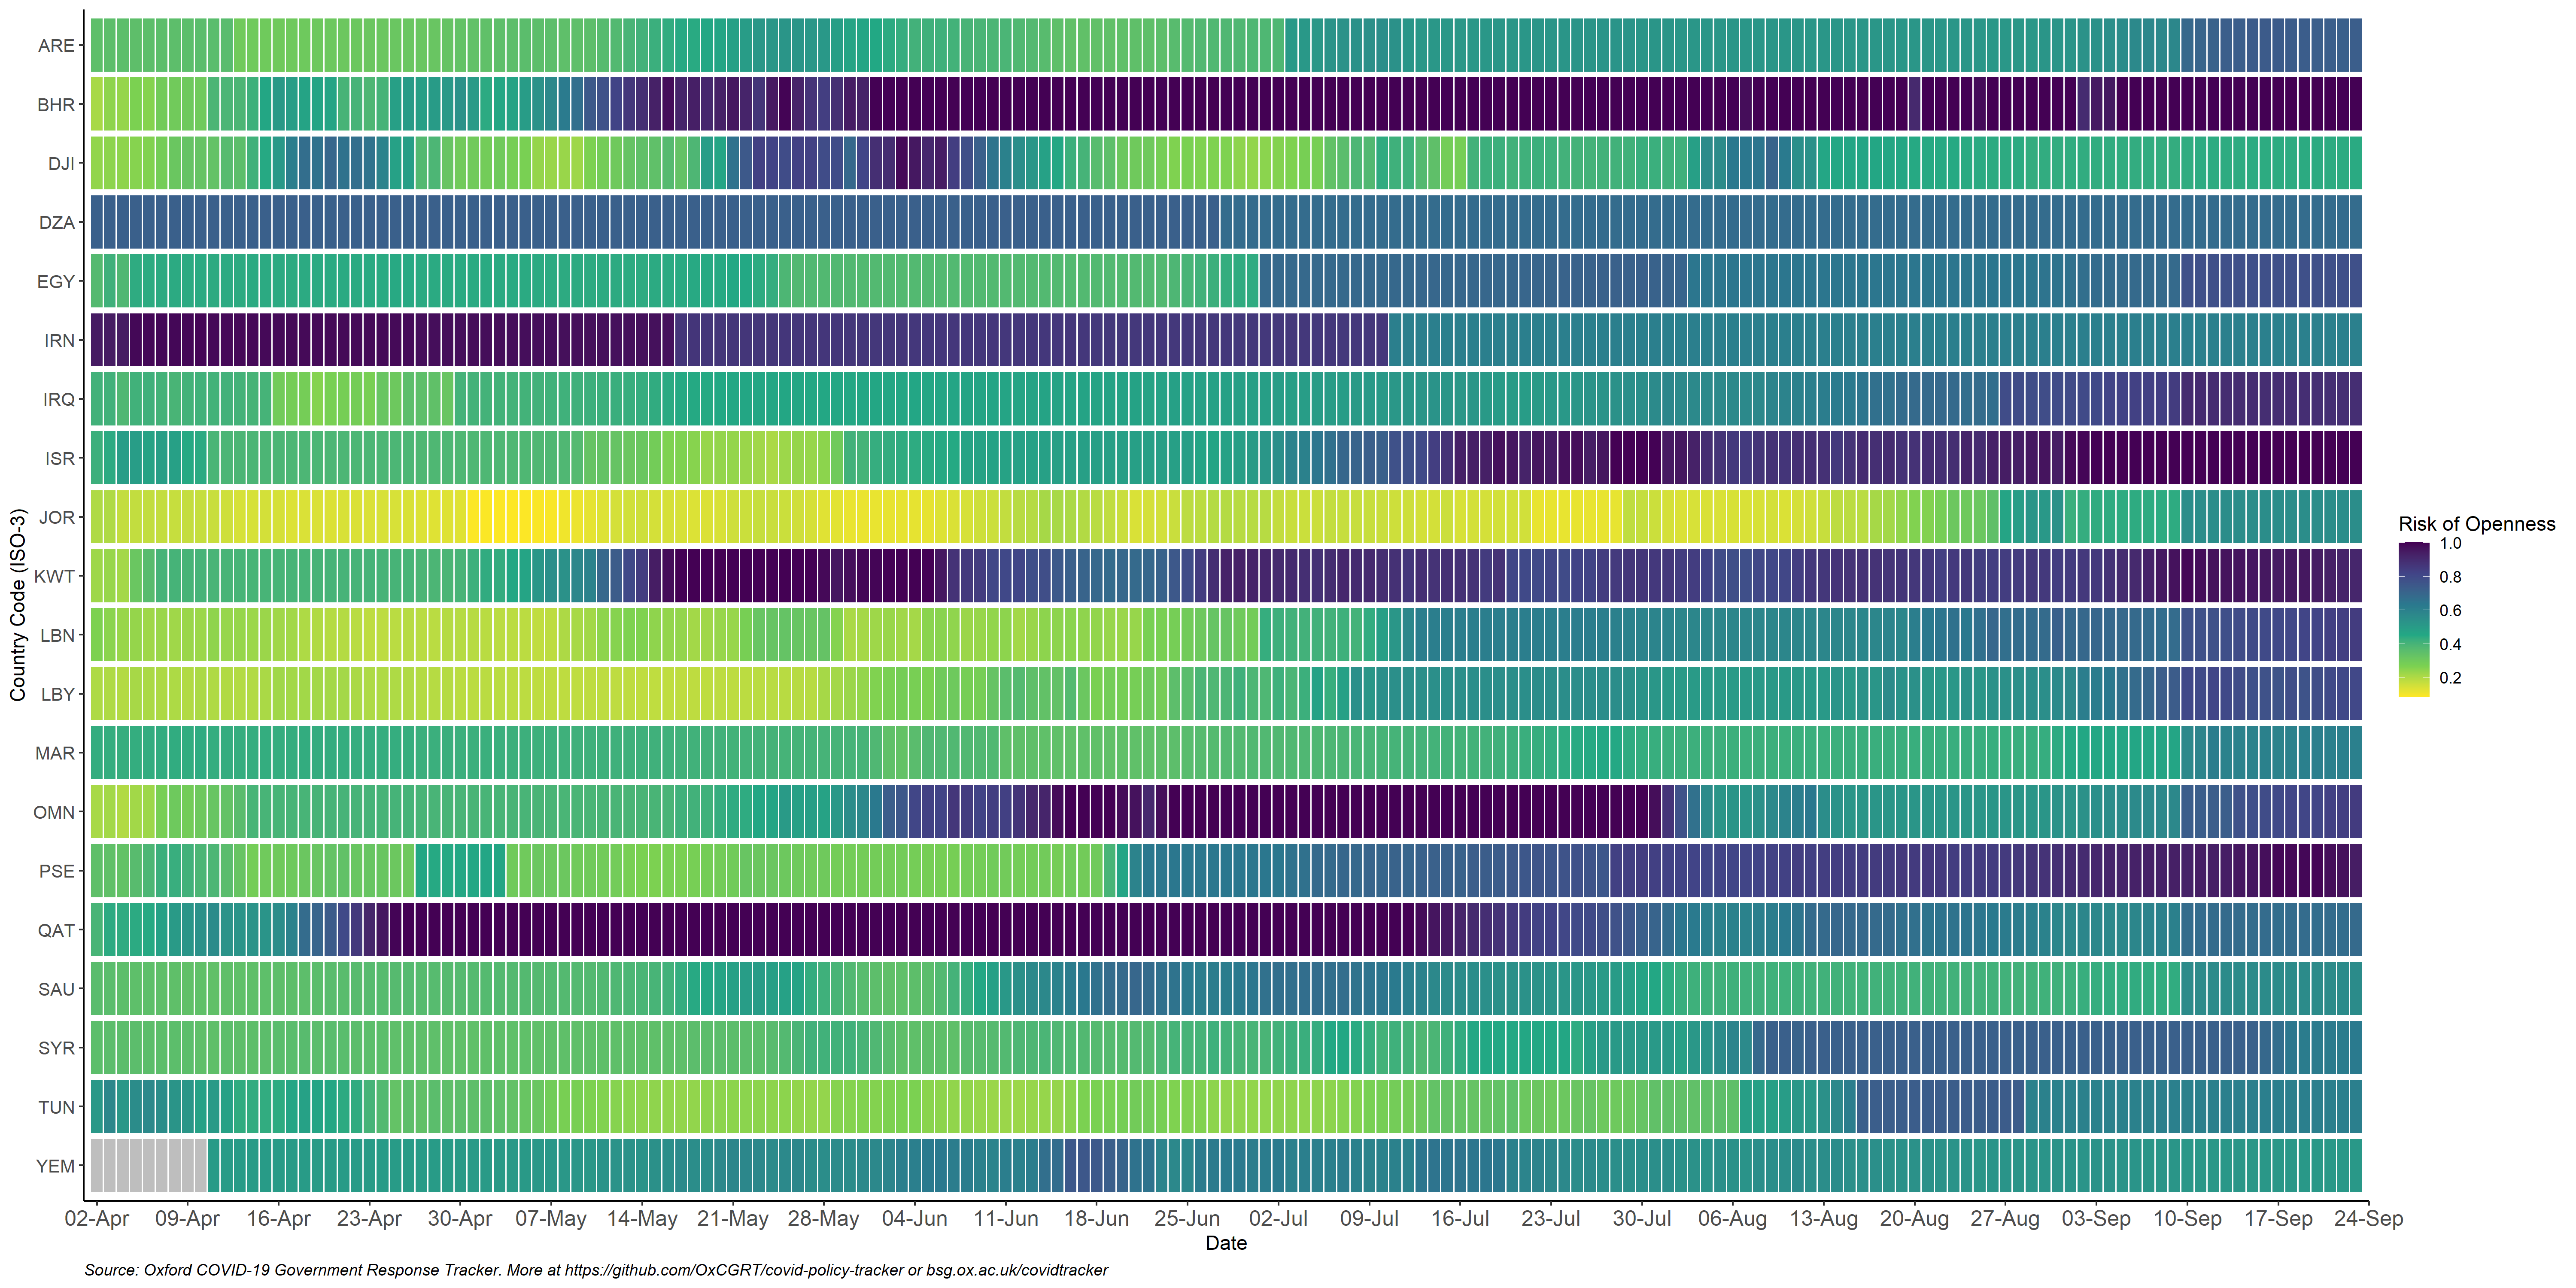 ARE
BHR
DJI
DZA
EGY
IRN
IRQ
ISR
JOR
KWT
LBN
LBY
MAR
OMN
PSE
QAT
SAU
SYR
TUN
YEM
Country Code (ISO-3)
02-Apr 09-Apr 16-Apr 23-Apr 30-Apr 07-May 14-May 21-May 28-May 04-Jun 11-Jun 18-Jun 25-Jun 02-Jul 09-Jul 16-Jul 23-Jul 30-Jul 06-Aug 13-Aug 20-Aug 27-Aug 03-Sep 10-Sep 17-Sep 24-Sep
Date
Risk of Openness
1.0
0.8
0.6
0.4
0.2
Source: Oxford COVID-19 Government Response Tracker. More at https://github.com/OxCGRT/covid-policy-tracker or bsg.ox.ac.uk/covidtracker